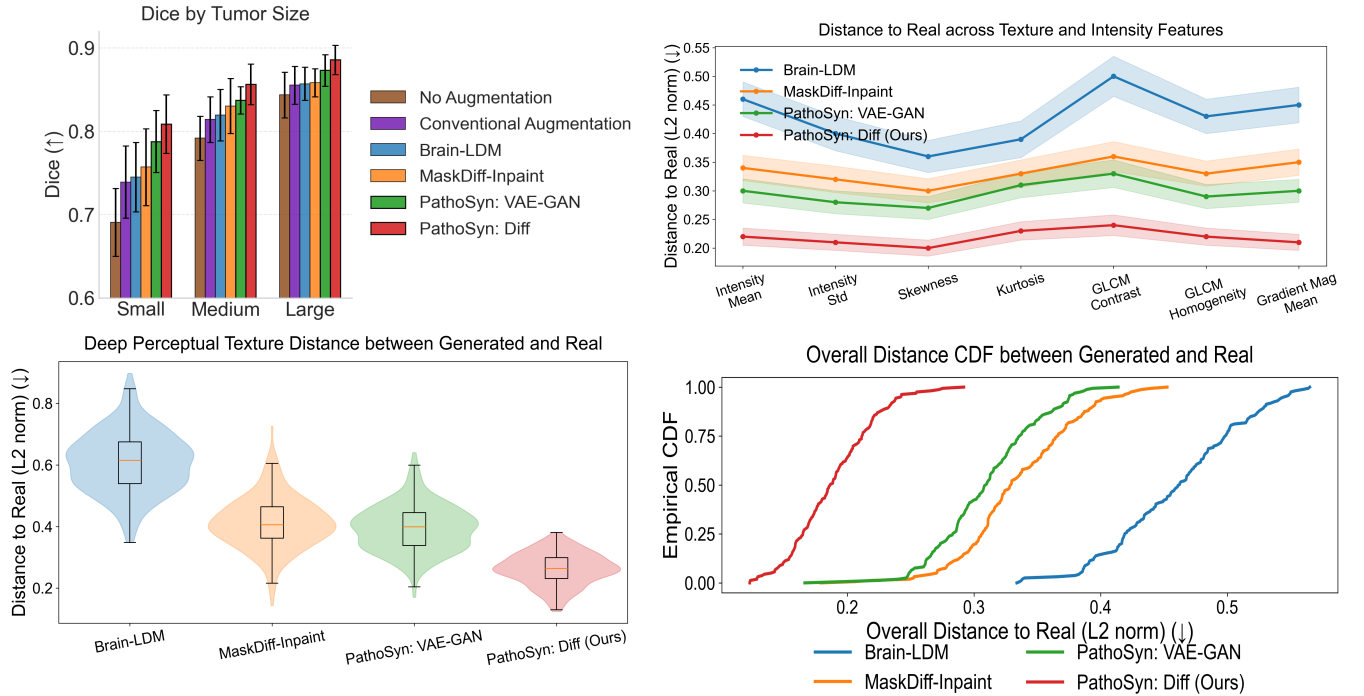 Dice by Tumor Size
Dice (↑)
0.9
0.8
0.7
0.6
Small
Medium
Large
No Augmentation
Conventional Augmentation
Brain-LDM
MaskDiff-Inpaint
PathoSyn: VAE-GAN
PathoSyn: Diff
Distance to Real across Texture and Intensity Features
Distance to Real (L2 norm) (↓)
0.55
0.50
0.45
0.40
0.35
0.30
0.25
0.20
Brain-LDM
MaskDiff-Inpaint
PathoSyn: VAE-GAN
PathoSyn: Diff (Ours)
Intensity
Mean
Intensity
Std
Skewness
Kurtosis
GLCM
Contrast
GLCM
Homogeneity
Gradient Mag
Mean
Deep Perceptual Texture Distance between Generated and Real
Distance to Real (L2 norm) (↓)
0.8
0.6
0.4
0.2
Brain-LDM
MaskDiff-Inpaint
PathoSyn: VAE-GAN
PathoSyn: Diff (Ours)
Overall Distance CDF between Generated and Real
Empirical CDF
1.00
0.75
0.50
0.25
0.00
0.2
0.3
0.4
0.5
Overall Distance to Real (L2 norm) (↓)
Brain-LDM
MaskDiff-Inpaint
PathoSyn: VAE-GAN
PathoSyn: Diff (Ours)